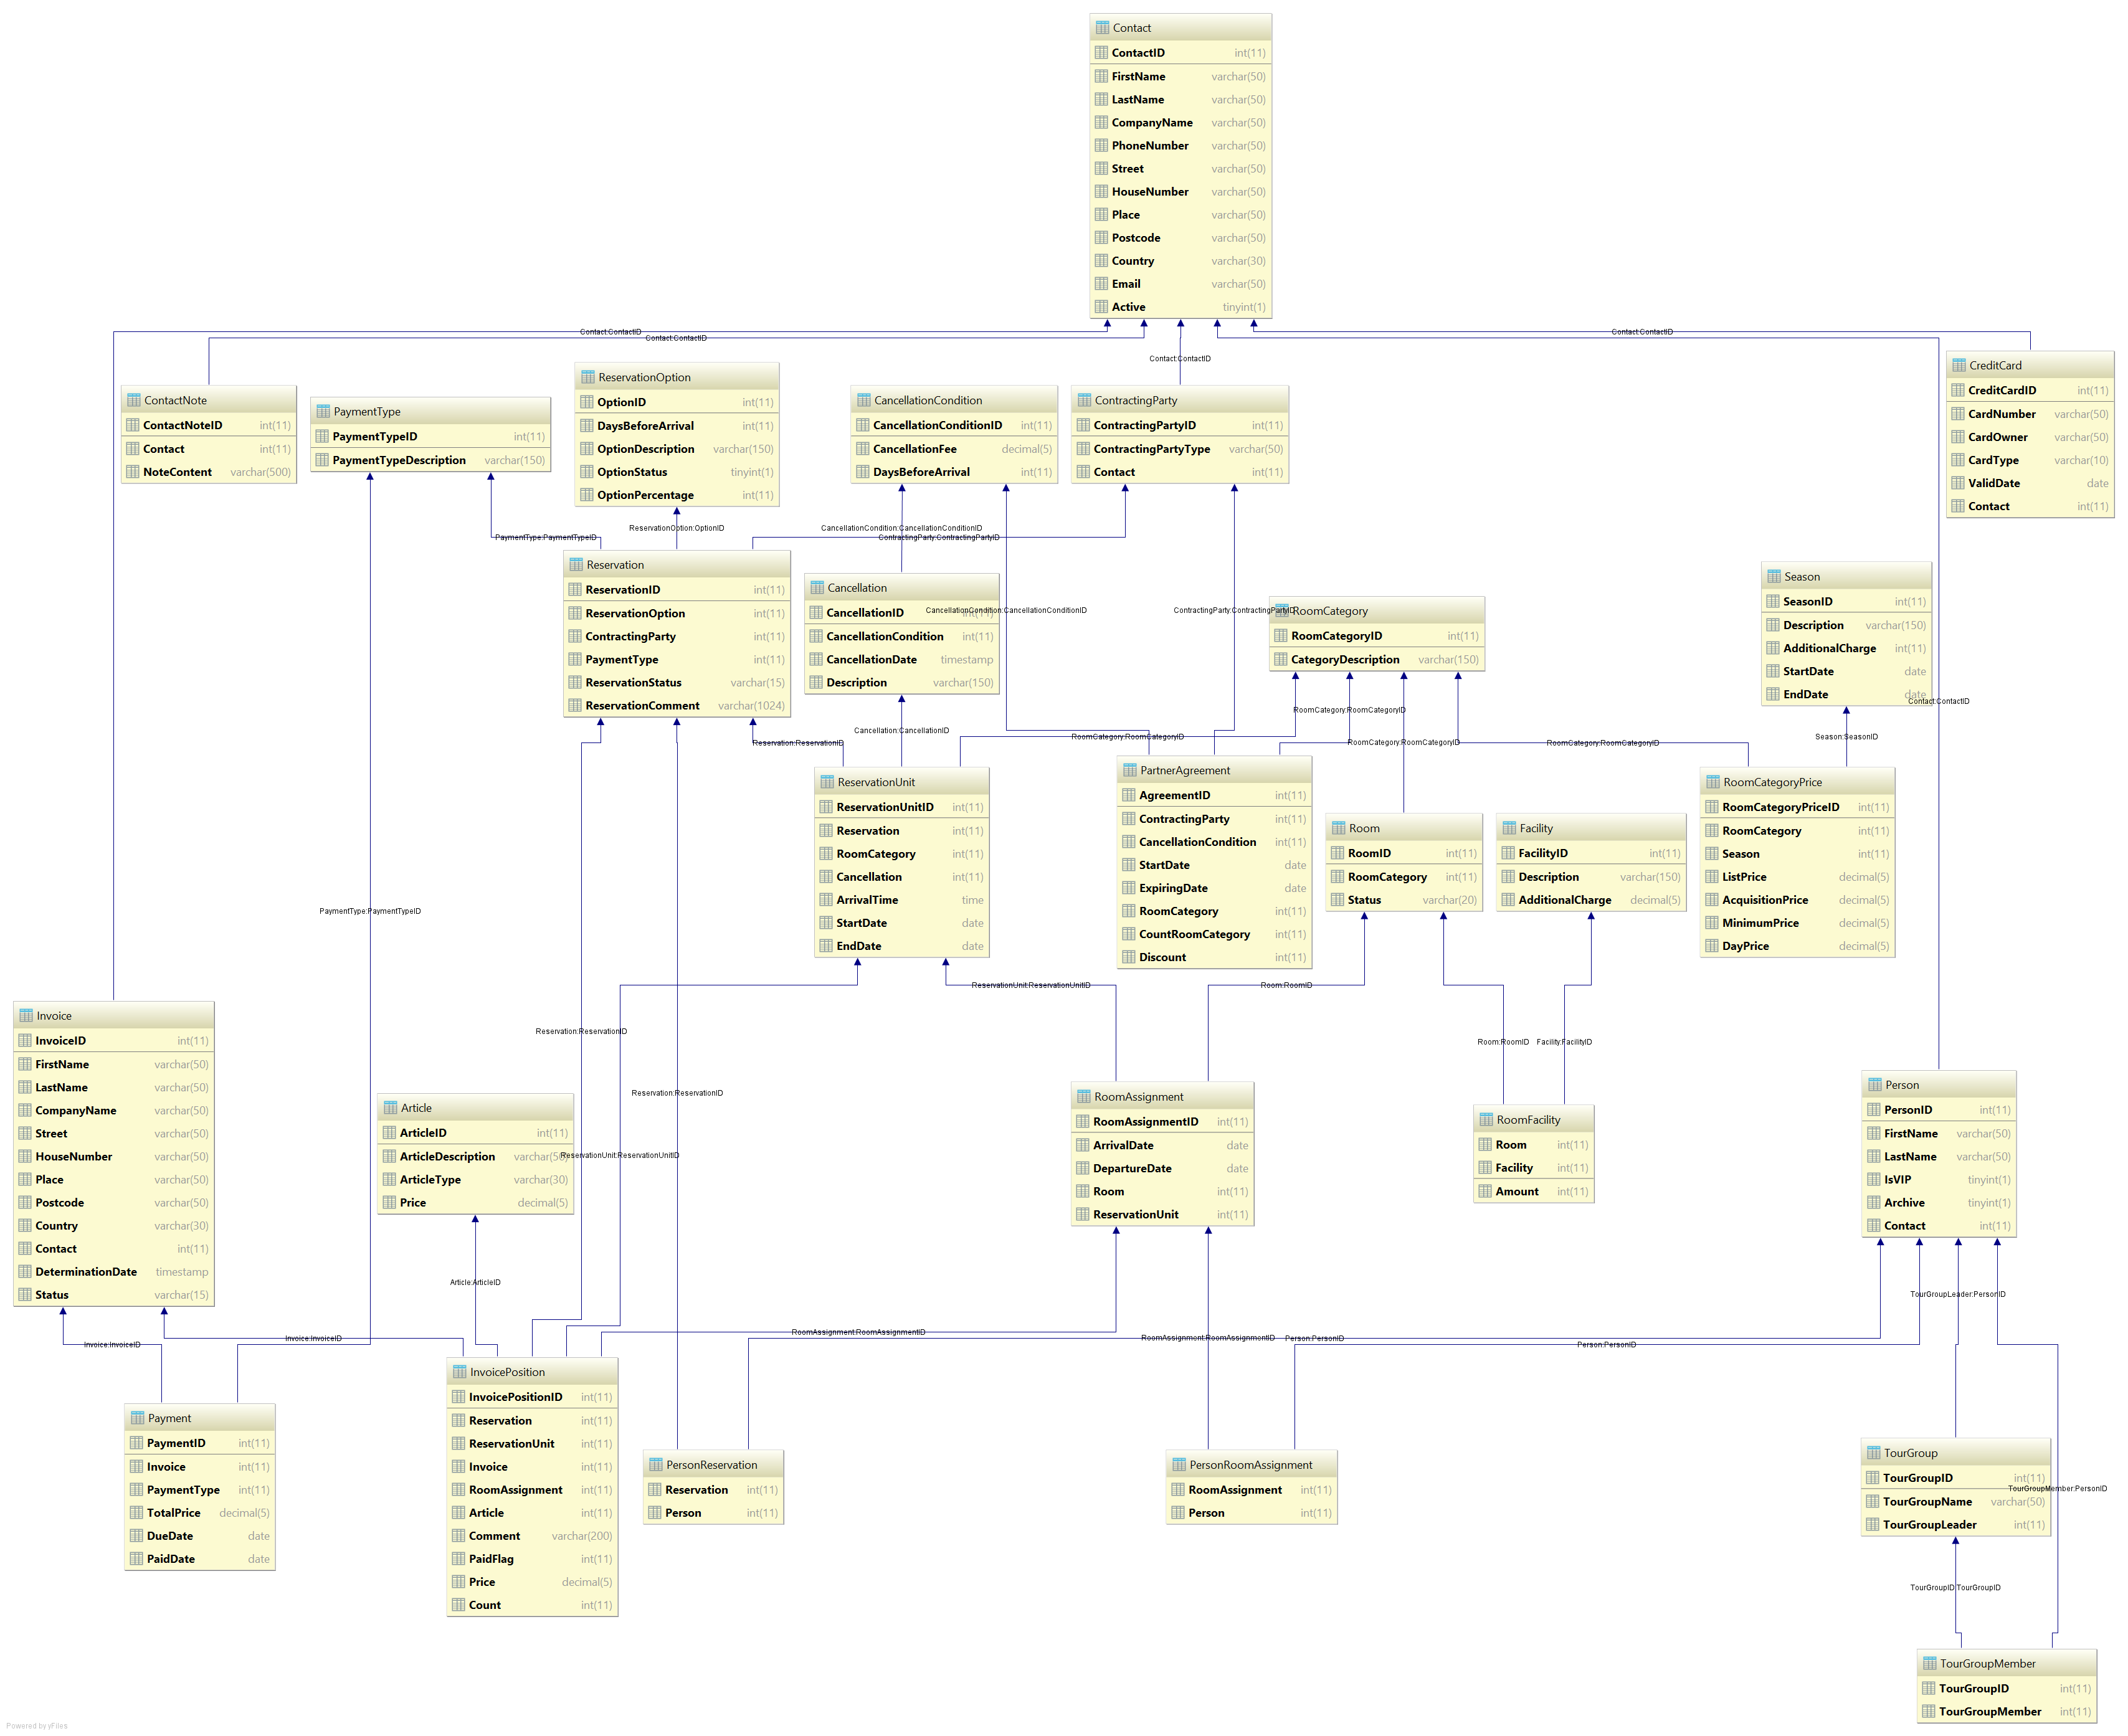 Contact
ContactID int(11)
FirstName varchar(50)
LastName varchar(50)
CompanyName varchar(50)
PhoneNumber varchar(50)
Street varchar(50)
HouseNumber varchar(50)
Place varchar(50)
Postcode varchar(50)
Country varchar(30)
Email varchar(50)
Active tinyint(1)
Contact:ContactID
Contact:ContactID
Contact:ContactID
Contact:ContactID
ContactNote
ContactNoteID int(11)
Contact int(11)
NoteContent varchar(500)
PaymentType
PaymentTypeID int(11)
PaymentTypeDescription varchar(150)
ReservationOption
OptionID int(11)
DaysBeforeArrival int(11)
OptionDescription varchar(150)
OptionStatus tinyint(1)
OptionPercentage int(11)
CancellationCondition
CancellationConditionID int(11)
CancellationFee decimal(5)
DaysBeforeArrival int(11)
ContractingParty
ContractingPartyID int(11)
ContractingPartyType varchar(50)
Contact int(11)
CreditCard
CreditCardID int(11)
CardNumber varchar(50)
CardOwner varchar(50)
CardType varchar(10)
ValidDate date
Contact int(11)
ReservationOption:OptionID
CancellationCondition:CancellationConditionID
PaymentType:PaymentTypeID
ContractingParty:ContractingPartyID
Reservation
ReservationID int(11)
ReservationOption int(11)
ContractingParty int(11)
PaymentType int(11)
ReservationStatus varchar(15)
ReservationComment varchar(1024)
Cancellation
CancellationID int(11)
CancellationCondition int(11)
CancellationDate timestamp
Description varchar(150)
CancellationCondition:CancellationConditionID
ContractingParty:ContractingPartyID
RoomCategory
RoomCategoryID int(11)
CategoryDescription varchar(150)
Season
SeasonID int(11)
Description varchar(150)
AdditionalCharge int(11)
StartDate date
EndDate date
Contact:ContactID
RoomCategory:RoomCategoryID
Cancellation:CancellationID
RoomCategory:RoomCategoryID
Season:SeasonID
Reservation:ReservationID
RoomCategory:RoomCategoryID
RoomCategory:RoomCategoryID
ReservationUnit
ReservationUnitID int(11)
Reservation int(11)
RoomCategory int(11)
Cancellation int(11)
ArrivalTime time
StartDate date
EndDate date
PartnerAgreement
AgreementID int(11)
ContractingParty int(11)
CancellationCondition int(11)
StartDate date
ExpiringDate date
RoomCategory int(11)
CountRoomCategory int(11)
Discount int(11)
Room
RoomID int(11)
RoomCategory int(11)
Status varchar(20)
Facility
FacilityID int(11)
Description varchar(150)
AdditionalCharge decimal(5)
RoomCategoryPrice
RoomCategoryPriceID int(11)
RoomCategory int(11)
Season int(11)
ListPrice decimal(5)
AcquisitionPrice decimal(5)
MinimumPrice decimal(5)
DayPrice decimal(5)
PaymentType:PaymentTypeID
ReservationUnit:ReservationUnitID
Room:RoomID
Reservation:ReservationID
Room:RoomID
Facility:FacilityID
Reservation:ReservationID
ReservationUnit:ReservationUnitID
Invoice
InvoiceID int(11)
FirstName varchar(50)
LastName varchar(50)
CompanyName varchar(50)
Street varchar(50)
HouseNumber varchar(50)
Place varchar(50)
Postcode varchar(50)
Country varchar(30)
Contact int(11)
DeterminationDate timestamp
Status varchar(15)
Article
ArticleID int(11)
ArticleDescription varchar(50)
ArticleType varchar(30)
Price decimal(5)
RoomAssignment
RoomAssignmentID int(11)
ArrivalDate date
DepartureDate date
Room int(11)
ReservationUnit int(11)
RoomFacility
Room int(11)
Facility int(11)
Amount int(11)
Person
PersonID int(11)
FirstName varchar(50)
LastName varchar(50)
IsVIP tinyint(1)
Archive tinyint(1)
Contact int(11)
Article:ArticleID
TourGroupLeader:PersonID
Invoice:InvoiceID
Invoice:InvoiceID
RoomAssignment:RoomAssignmentID
RoomAssignment:RoomAssignmentID
Person:PersonID
Person:PersonID
Payment
PaymentID int(11)
Invoice int(11)
PaymentType int(11)
TotalPrice decimal(5)
DueDate date
PaidDate date
InvoicePosition
InvoicePositionID int(11)
Reservation int(11)
ReservationUnit int(11)
Invoice int(11)
RoomAssignment int(11)
Article int(11)
Comment varchar(200)
PaidFlag int(11)
Price decimal(5)
Count int(11)
PersonReservation
Reservation int(11)
Person int(11)
PersonRoomAssignment
RoomAssignment int(11)
Person int(11)
TourGroup
TourGroupID int(11)
TourGroupName varchar(50)
TourGroupLeader int(11)
TourGroupMember:PersonID
TourGroupID:TourGroupID
TourGroupMember
TourGroupID int(11)
TourGroupMember int(11)
Powered by yFiles